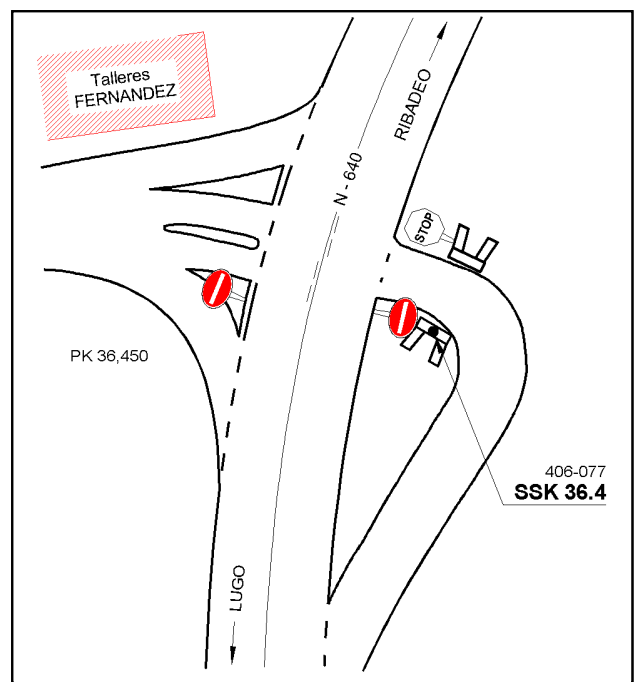 Talleres
FERNANDEZ
RIBADEO
N - 640
STOP
PK 36,450
406-077
SSK 36.4
LUGO